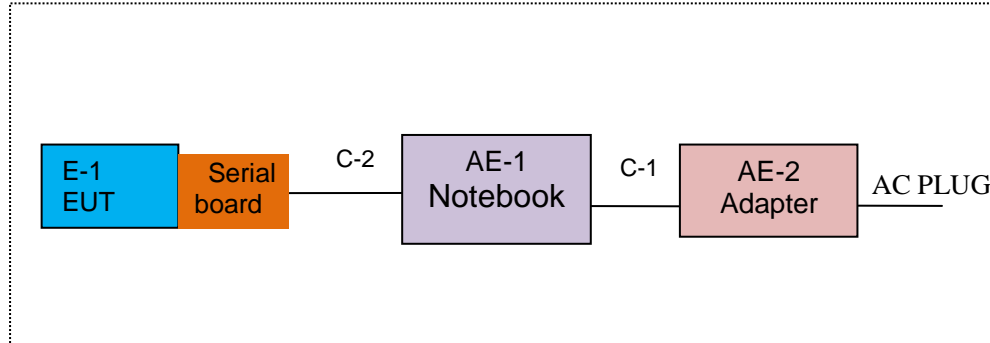 E-1
EUT
Serial
board
C-2
AE-1
Notebook
C-1
AE-2
Adapter
AC PLUG